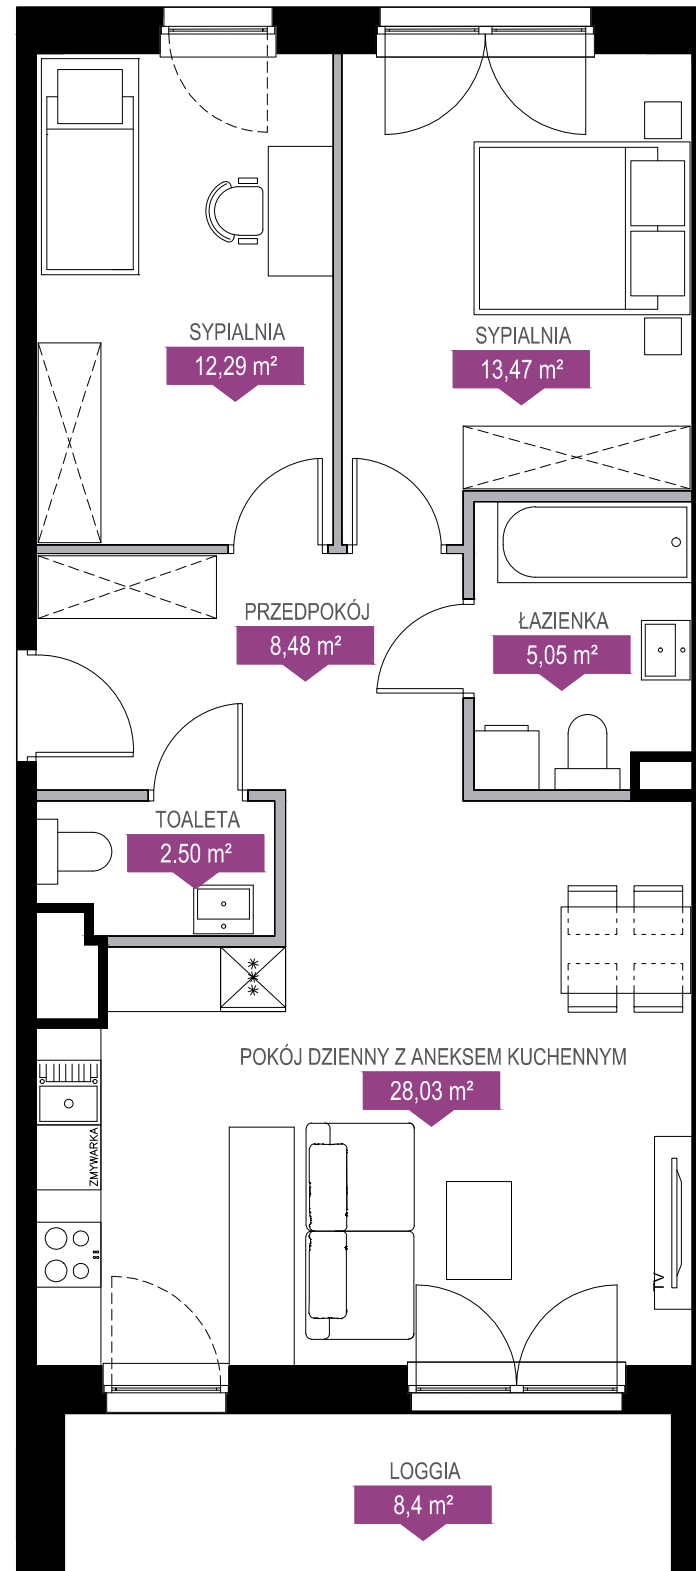 SYPIALNIA
12,29 m²
SYPIALNIA
13,47 m²
PRZEDPOKÓJ
8,48 m²
ŁAZIENKA
5,05 m²
TOALETA
2.50 m²
POKÓJ DZIENNY Z ANEKSEM KUCHENNYM
28,03 m²
ZMYWARKA
TV
LOGGIA
8,4 m²